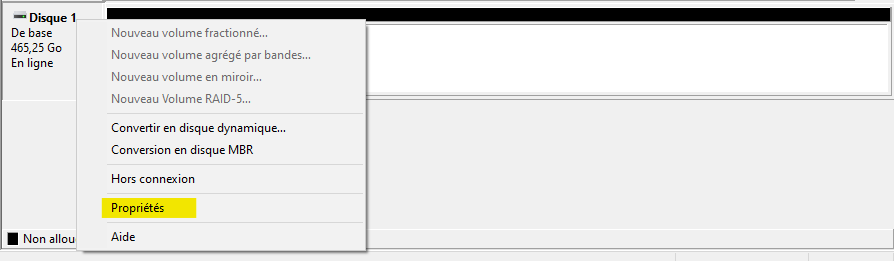 Disque 1
De base
465,25 Go
En ligne
Nouveau volume fractionné...
Nouveau volume agrégé par bandes...
Nouveau volume en miroir...
Nouveau Volume RAID-5...
Convertir en disque dynamique...
Conversion en disque MBR
Hors connexion
Propriétés
Aide
Non